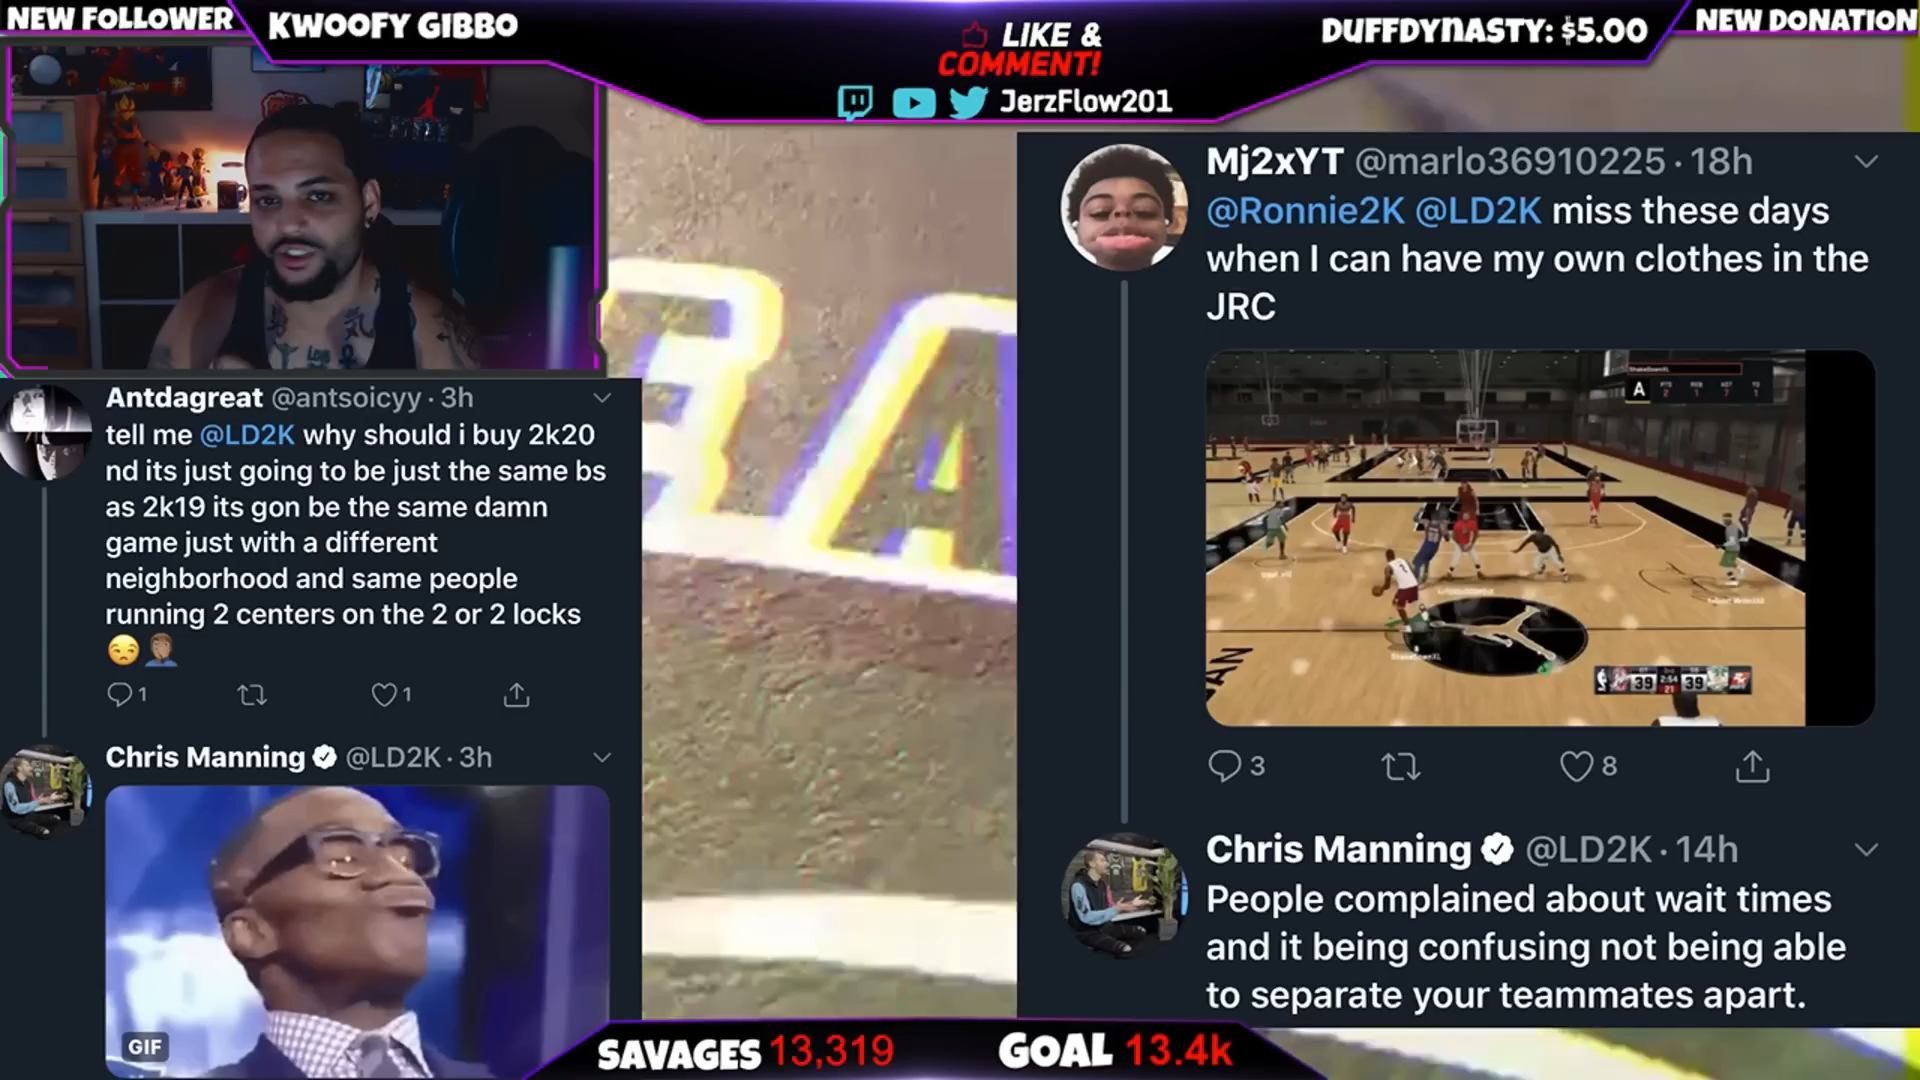 NEW FOLLOWER
KWOOFY GIBBO
LIKE &
COMMENT!
JerzFlow201
DUFFDYNASTY: $5.00
NEW DONATION
Antdagreat @antsoicyy · 3h
tell me @LD2K why should i buy 2k20
nd its just going to be just the same bs
as 2k19 its gon be the same damn
game just with a different
neighborhood and same people
running 2 centers on the 2 or 2 locks
😒🤦🏽‍♂️
1
1
Chris Manning @LD2K · 3h
GIF
Mj2xYT @marlo36910225 · 18h
@Ronnie2K @LD2K miss these days
when I can have my own clothes in the
JRC
A
39
2:54
39
21
3
8
Chris Manning @LD2K · 14h
People complained about wait times
and it being confusing not being able
to separate your teammates apart.
SAVAGES 13,319
GOAL 13.4k